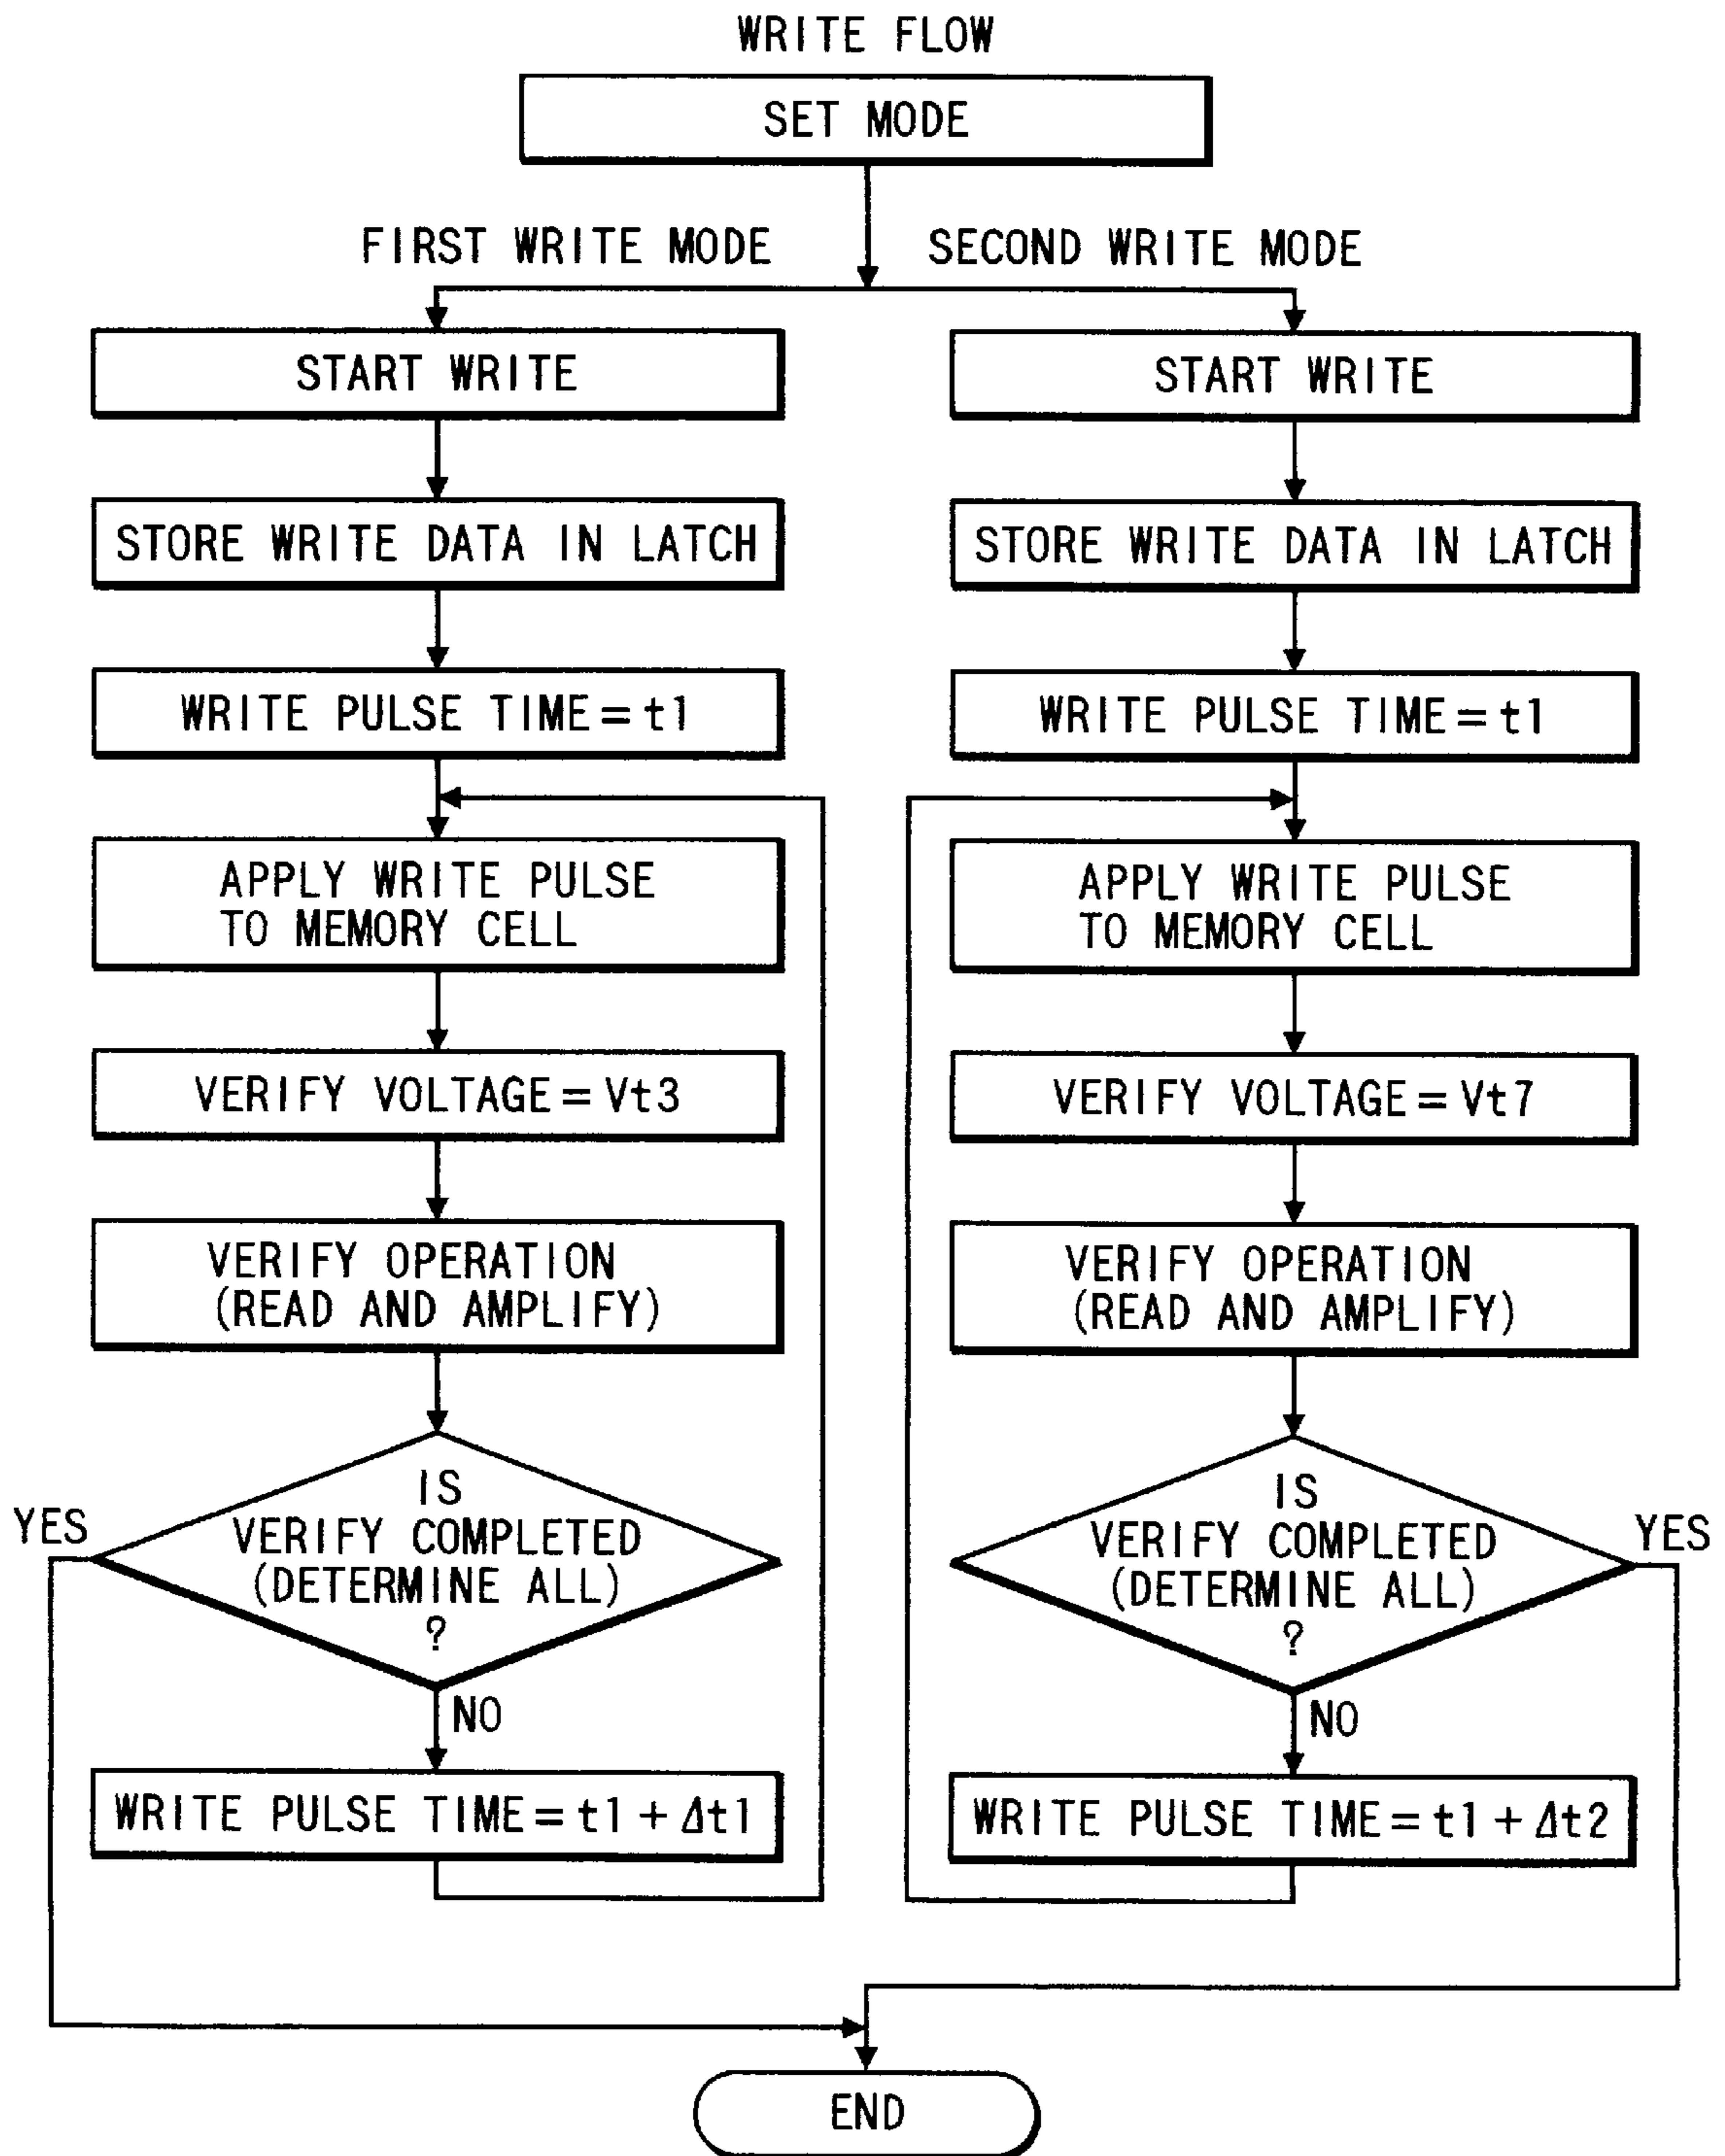 WRITE FLOW
SET MODE
FIRST WRITE MODE
SECOND WRITE MODE
START WRITE
STORE WRITE DATA IN LATCH
WRITE PULSE TIME=t1
APPLY WRITE PULSE
TO MEMORY CELL
VERIFY VOLTAGE=Vt3
VERIFY OPERATION
(READ AND AMPLIFY)
IS
VERIFY COMPLETED
(DETERMINE ALL)
?
YES
NO
WRITE PULSE TIME=t1+Δt1
START WRITE
STORE WRITE DATA IN LATCH
WRITE PULSE TIME=t1
APPLY WRITE PULSE
TO MEMORY CELL
VERIFY VOLTAGE=Vt7
VERIFY OPERATION
(READ AND AMPLIFY)
IS
VERIFY COMPLETED
(DETERMINE ALL)
?
YES
NO
WRITE PULSE TIME=t1+Δt2
END